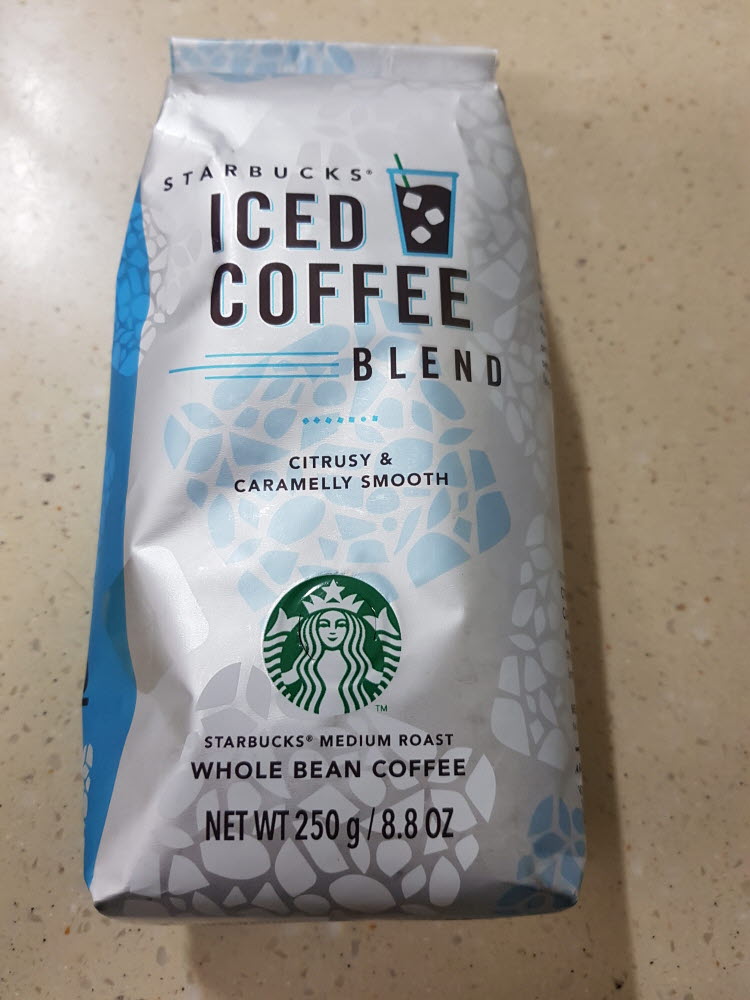 STARBUCKS®
ICED
COFFEE
BLEND
CITRUSY &
CARAMELLY SMOOTH
TM
STARBUCKS® MEDIUM ROAST
WHOLE BEAN COFFEE
NET WT 250 g / 8.8 OZ